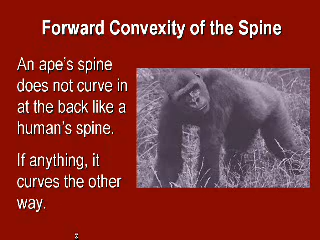 Forward Convexity of the Spine
An ape's spine
does not curve in
at the back like a
human's spine.
If anything, it
curves the other
way.